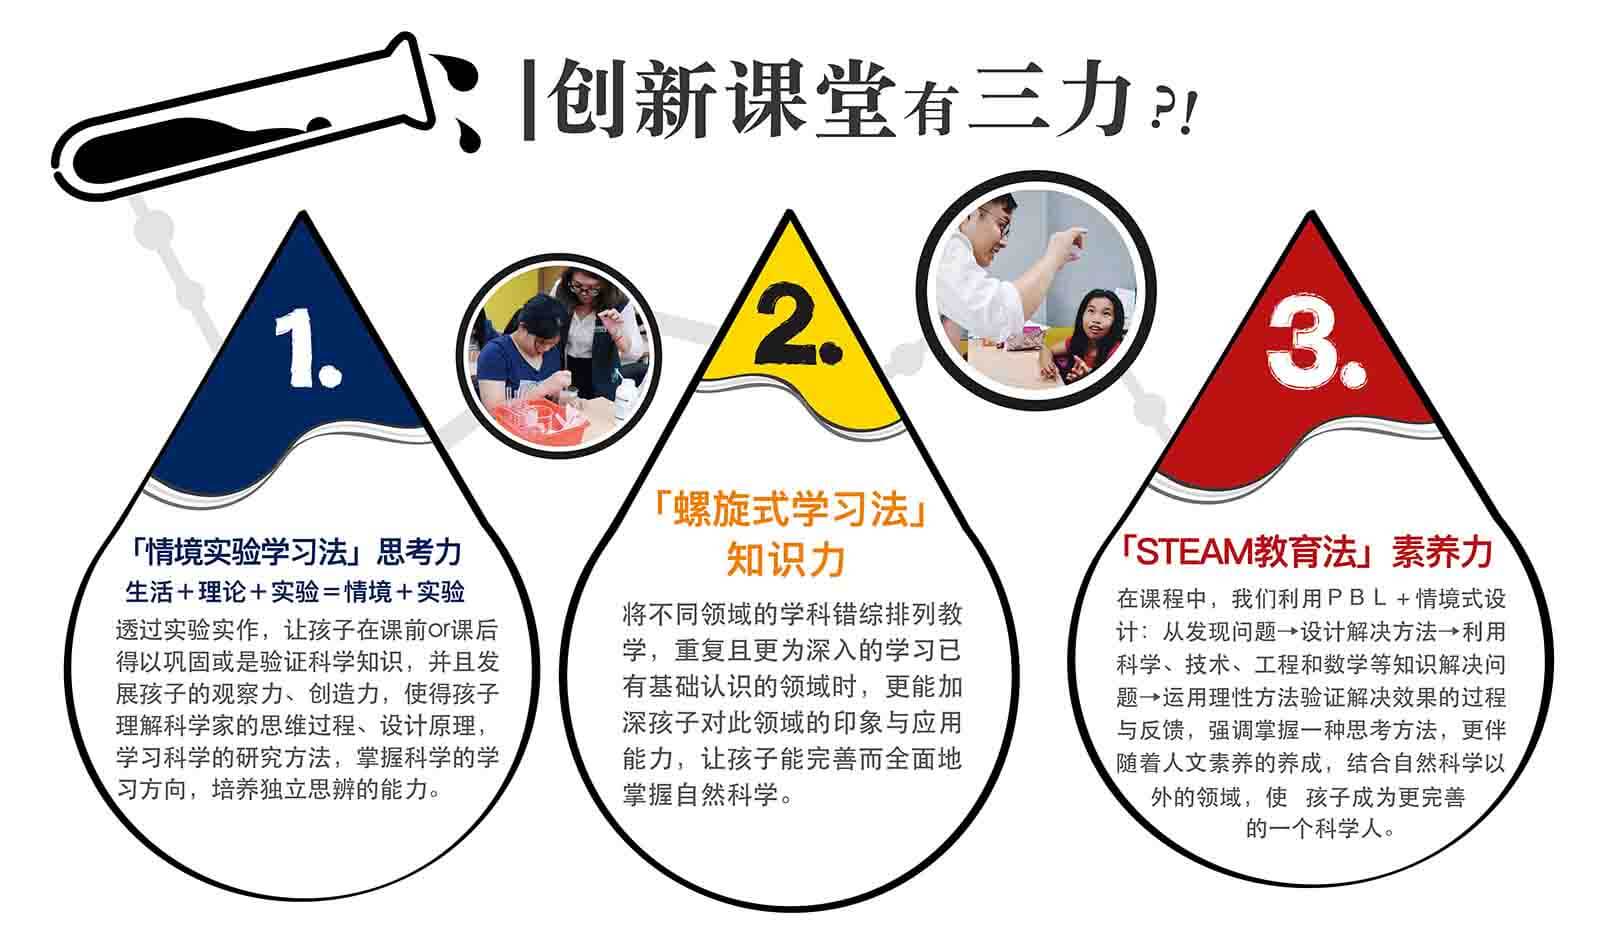 创新课堂有三力?!
1.
「情境实验学习法」思考力
生活＋理论＋实验＝情境＋实验
透过实验实作，让孩子在课前or课后
得以巩固或是验证科学知识，并且发
展孩子的观察力、创造力，使得孩子
理解科学家的思维过程、设计原理，
学习科学的研究方法，掌握科学的学
习方向，培养独立思辨的能力。
2.
「螺旋式学习法」
知识力
将不同领域的学科错综排列教
学，重复且更为深入的学习已
有基础认识的领域时，更能加
深孩子对此领域的印象与应用
能力，让孩子能完善而全面地
掌握自然科学。
3.
「STEAM教育法」素养力
在课程中，我们利用ＰＢＬ＋情境式设
计：从发现问题→设计解决方法→利用
科学、技术、工程和数学等知识解决问
题→运用理性方法验证解决效果的过程
与反馈，强调掌握一种思考方法，更伴
随着人文素养的养成，结合自然科学以
外的领域，使 孩子成为更完善
的一个科学人。